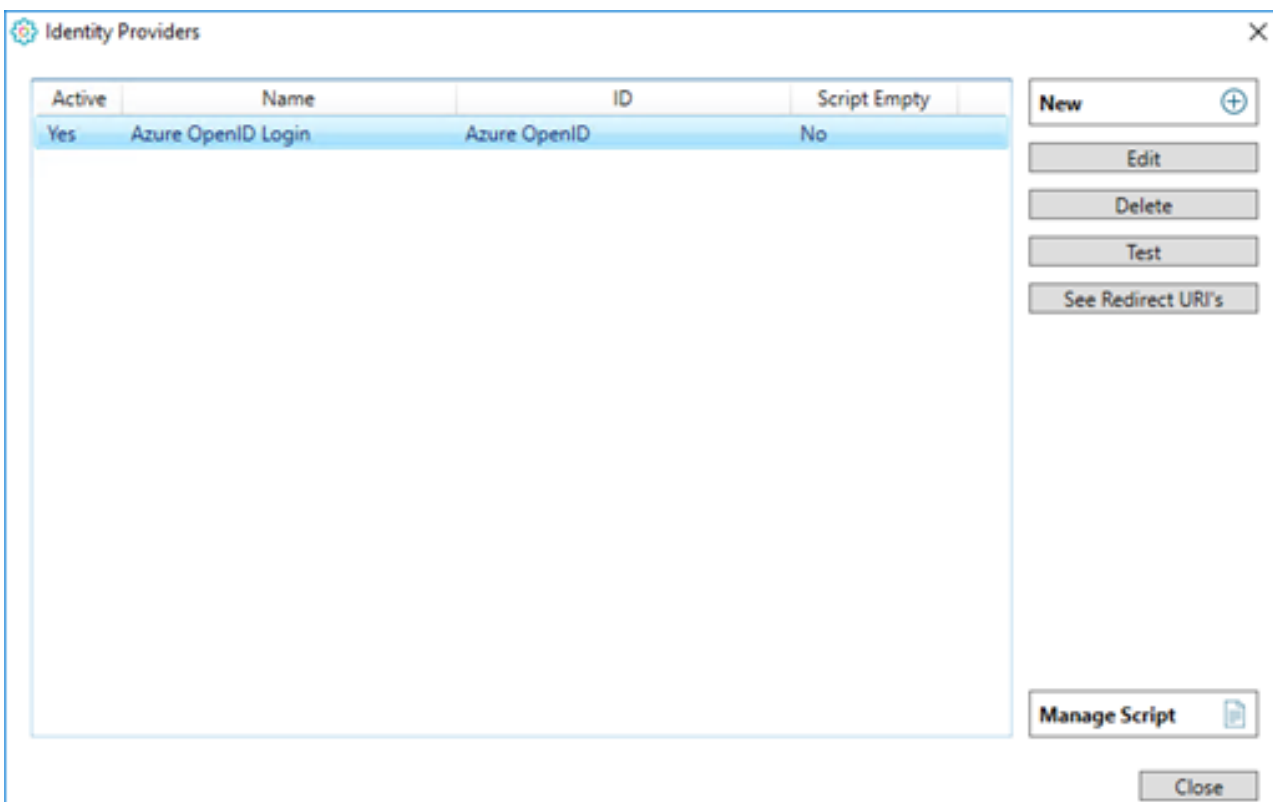 Identity Providers
Active Name ID Script Empty
Yes Azure OpenID Login Azure OpenID No
New
Edit
Delete
Test
See Redirect URI's
Manage Script
Close